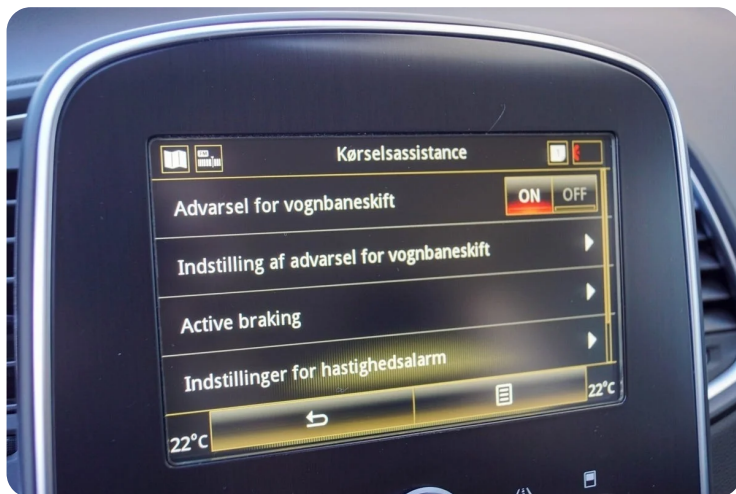 Kørselsassistance
Advarsel for vognbaneskift
ON OFF
Indstilling af advarsel for vognbaneskift
Active braking
Indstillinger for hastighedsalarm
22°C
22°C